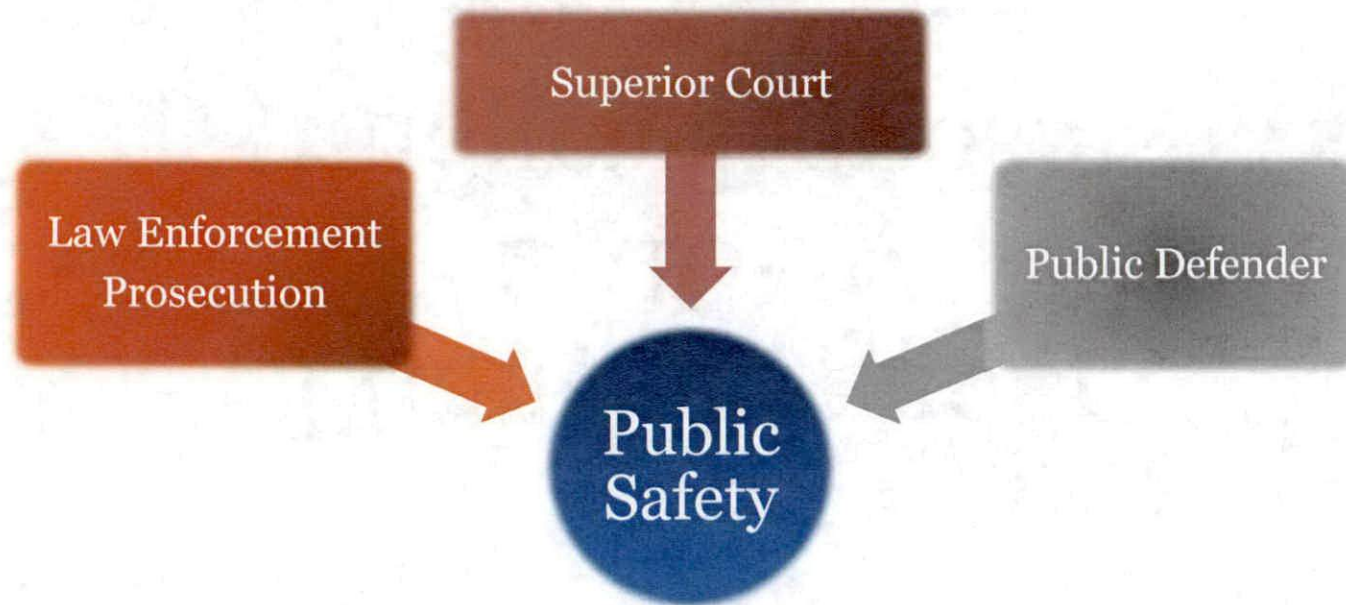 Superior Court
Law Enforcement
Prosecution
Public Defender
Public
Safety